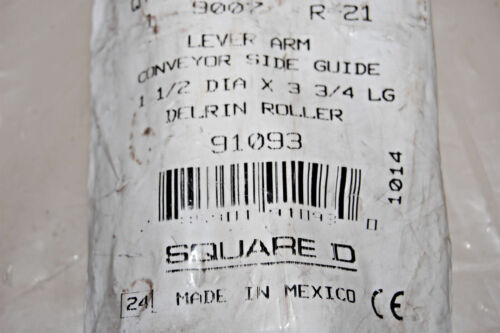 9007 R 21
LEVER ARM
CONVEYOR SIDE GUIDE
1 1/2 DIA X 3 3/4 LG
DELRIN ROLLER
91093
1014
SQUARE D
24 MADE IN MEXICO CE